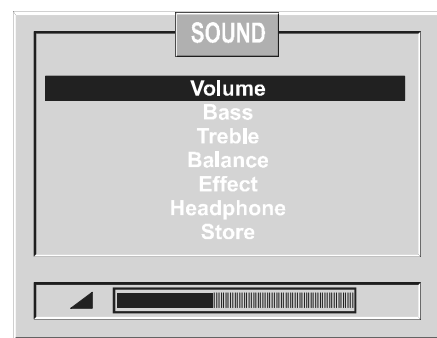 SOUND
Volume
Bass
Treble
Balance
Effect
Headphone
Store